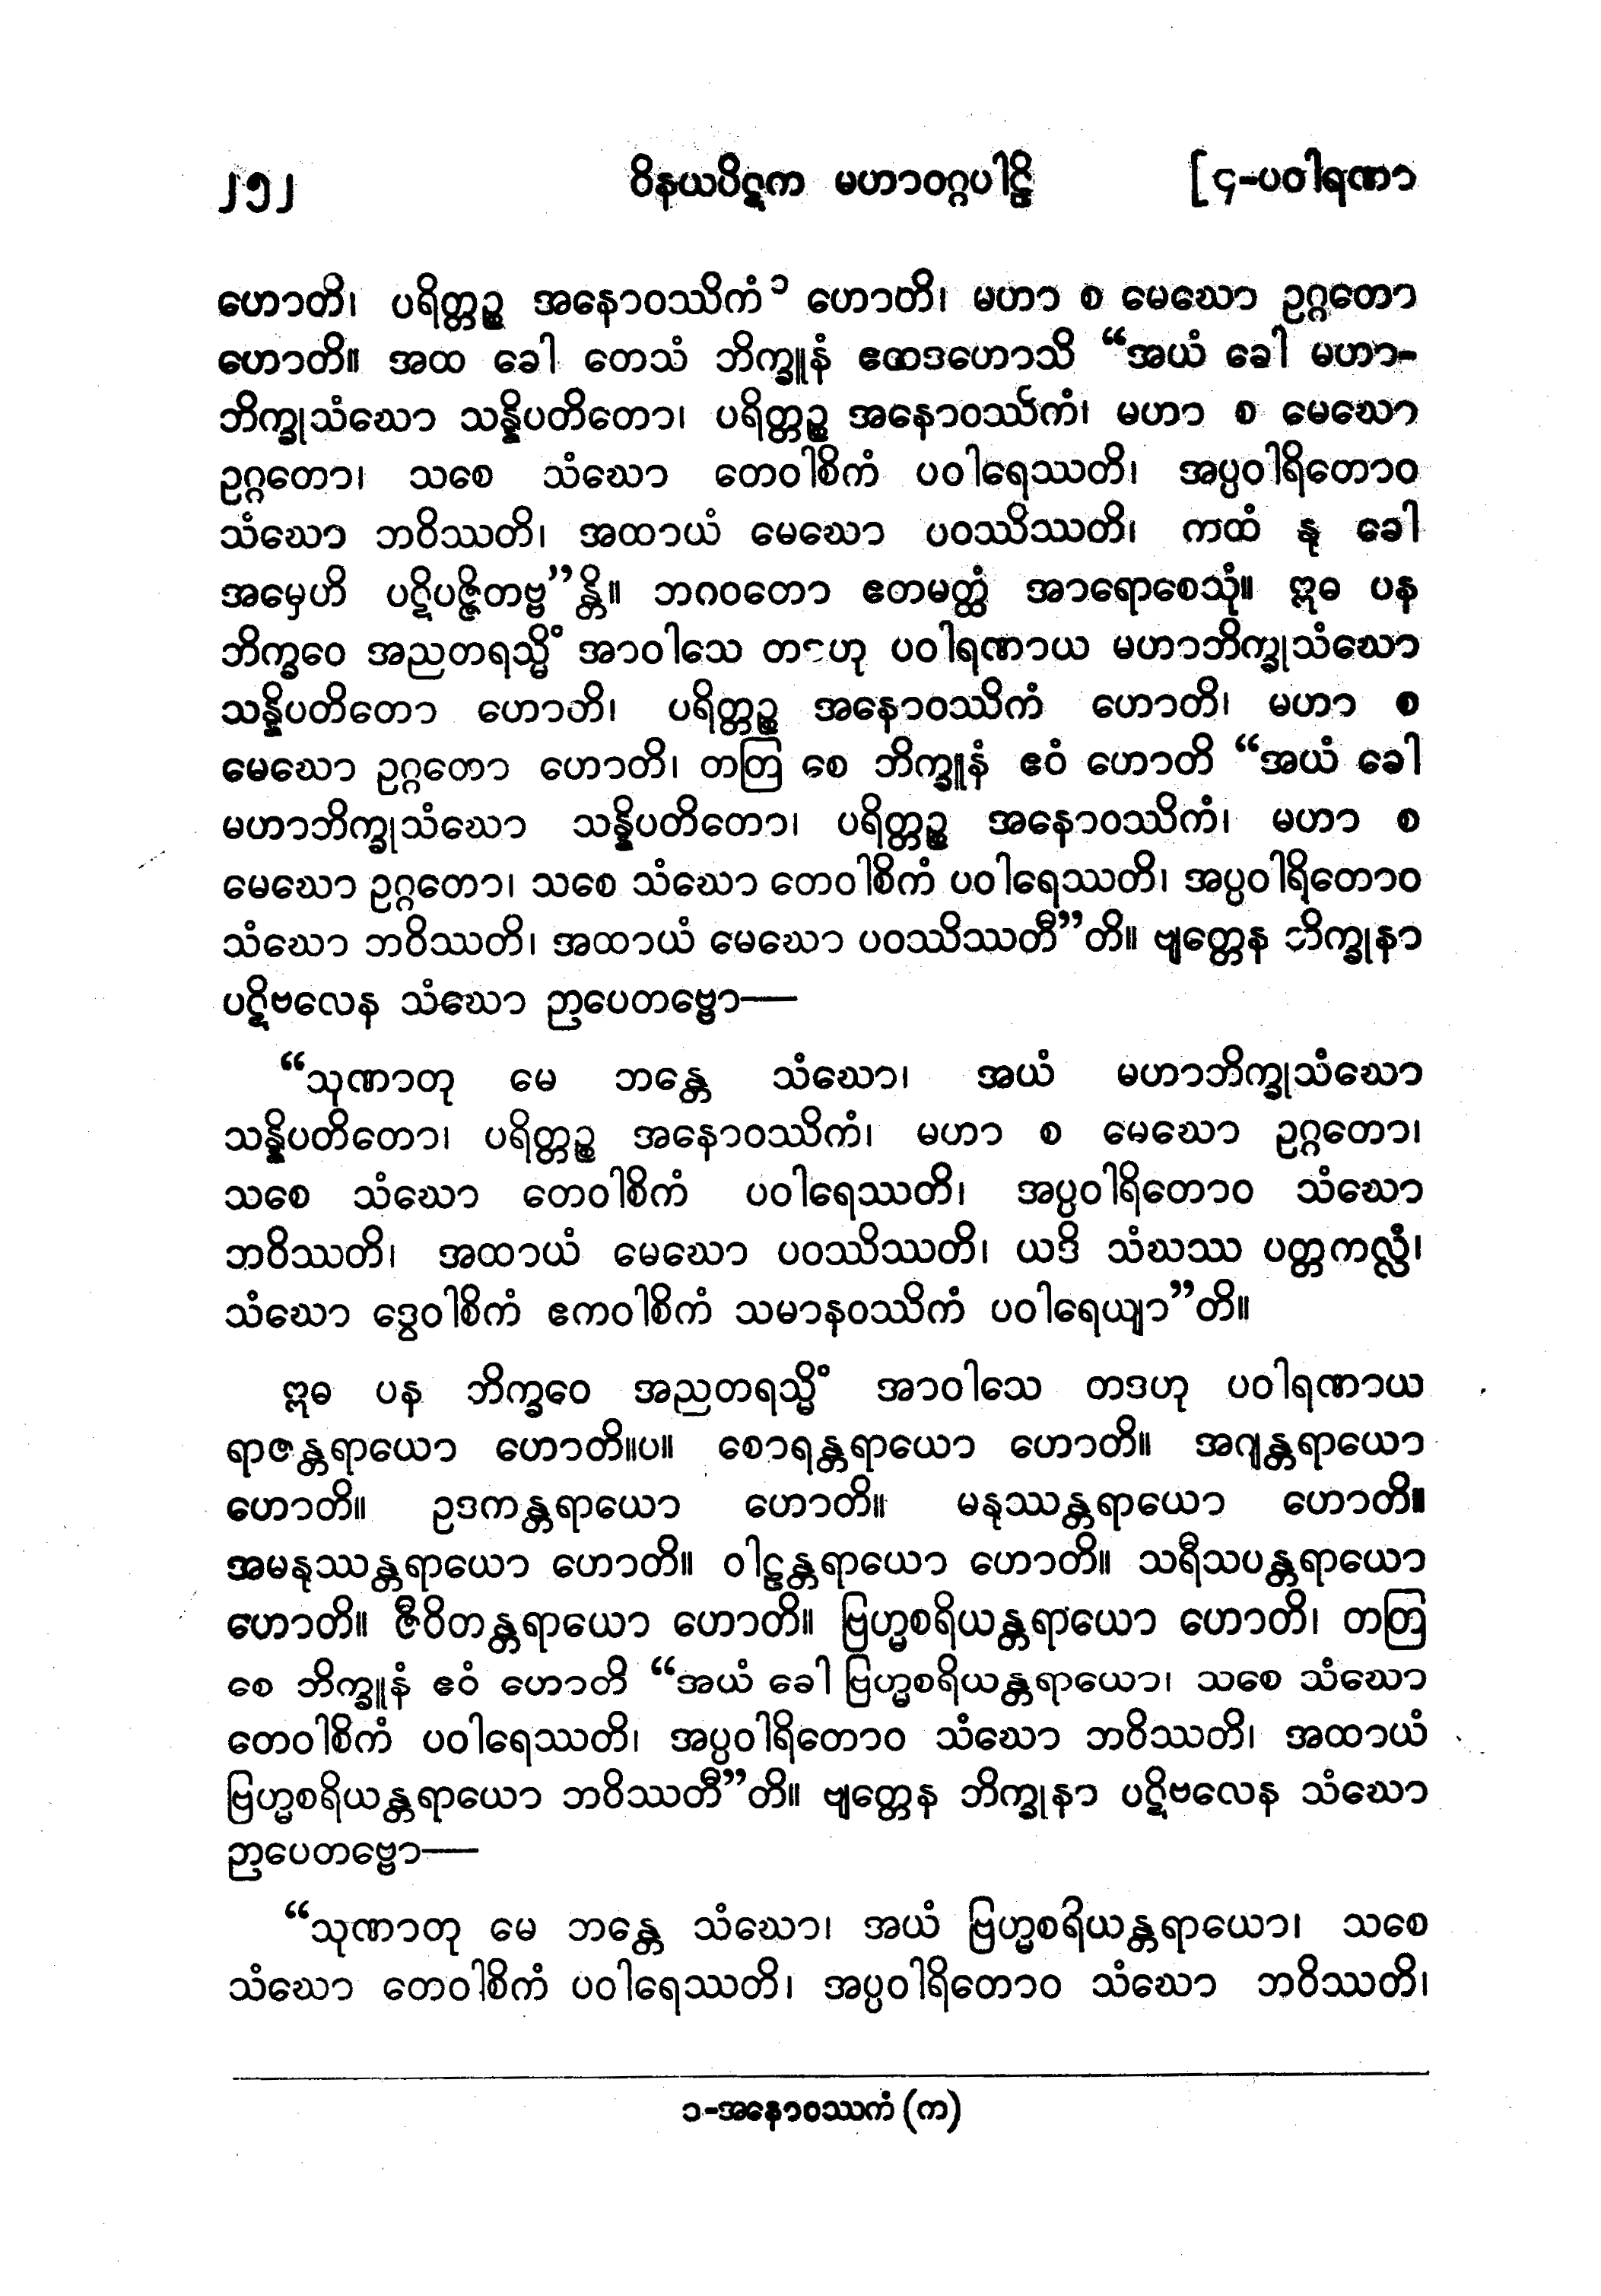 ၂၅၂ ဝိနယပိဋက မဟာဝဂ္ဂပါဠိ [၄-ပဝါရဏာ
ဟောတိ၊ ပရိတ္တဉ္စ အနောဝဿိကံ ၁ ဟောတိ၊ မဟာ စ မေဃော ဥဂ္ဂတော
ဟောတိ။ အထ ခေါ တေသံ ဘိက္ခူနံ ဧတဒဟောသိ “အယံ ခေါ မဟာ-
ဘိက္ခုသံဃော သန္နိပတိတော၊ ပရိတ္တဉ္စ အနောဝဿိကံ၊ မဟာ စ မေဃော
ဥဂ္ဂတော၊ သစေ သံဃော တေဝါစိကံ ပဝါရေဿတိ၊ အပ္ပဝါရိတောဝ
သံဃော ဘဝိဿတိ၊ အထာယံ မေဃော ပဝဿိဿတိ၊ ကထံ နု ခေါ
အမှေဟိ ပဋိပဇ္ဇိတဗ္ဗ”န္တိ။ ဘဂဝတော ဧတမတ္ထံ အာရောစေသုံ။ ဣဓ ပန
ဘိက္ခဝေ အညတရသ္မိံ အာဝါသေ တဒဟု ပဝါရဏာယ မဟာဘိက္ခုသံဃော
သန္နိပတိတော ဟောတိ၊ ပရိတ္တဉ္စ အနောဝဿိကံ ဟောတိ၊ မဟာ စ
မေဃော ဥဂ္ဂတော ဟောတိ၊ တတြ စေ ဘိက္ခူနံ ဧဝံ ဟောတိ “အယံ ခေါ
မဟာဘိက္ခုသံဃော သန္နိပတိတော၊ ပရိတ္တဉ္စ အနောဝဿိကံ၊ မဟာ စ
မေဃော ဥဂ္ဂတော၊ သစေ သံဃော တေဝါစိကံ ပဝါရေဿတိ၊ အပ္ပဝါရိတောဝ
သံဃော ဘဝိဿတိ၊ အထာယံ မေဃော ပဝဿိဿတီ”တိ။ ဗျတ္တေန ဘိက္ခုနာ
ပဋိဗလေန သံဃော ဉာပေတဗ္ဗော—
“သုဏာတု မေ ဘန္တေ သံဃော၊ အယံ မဟာဘိက္ခုသံဃော
သန္နိပတိတော၊ ပရိတ္တဉ္စ အနောဝဿိကံ၊ မဟာ စ မေဃော ဥဂ္ဂတော၊
သစေ သံဃော တေဝါစိကံ ပဝါရေဿတိ၊ အပ္ပဝါရိတောဝ သံဃော
ဘဝိဿတိ၊ အထာယံ မေဃော ပဝဿိဿတိ၊ ယဒိ သံဃဿ ပတ္တကလ္လံ၊
သံဃော ဒွေဝါစိကံ ဧကဝါစိကံ သမာနဝဿိကံ ပဝါရေယျာ”တိ။
ဣဓ ပန ဘိက္ခဝေ အညတရသ္မိံ အာဝါသေ တဒဟု ပဝါရဏာယ
ရာဇန္တရာယော ဟောတိ။ပ။ စောရန္တရာယော ဟောတိ။ အဂျန္တရာယော
ဟောတိ။ ဥဒကန္တရာယော ဟောတိ။ မနုဿန္တရာယော ဟောတိ။
အမနုဿန္တရာယော ဟောတိ။ ဝါဠန္တရာယော ဟောတိ။ သရီသပန္တရာယော
ဟောတိ။ ဇီဝိတန္တရာယော ဟောတိ။ ဗြဟ္မစရိယန္တရာယော ဟောတိ၊ တတြ
စေ ဘိက္ခူနံ ဧဝံ ဟောတိ “အယံ ခေါ ဗြဟ္မစရိယန္တရာယော၊ သစေ သံဃော
တေဝါစိကံ ပဝါရေဿတိ၊ အပ္ပဝါရိတောဝ သံဃော ဘဝိဿတိ၊ အထာယံ
ဗြဟ္မစရိယန္တရာယော ဘဝိဿတီ”တိ။ ဗျတ္တေန ဘိက္ခုနာ ပဋိဗလေန သံဃော
ဉာပေတဗ္ဗော—
“သုဏာတု မေ ဘန္တေ သံဃော၊ အယံ ဗြဟ္မစရိယန္တရာယော၊ သစေ
သံဃော တေဝါစိကံ ပဝါရေဿတိ၊ အပ္ပဝါရိတောဝ သံဃော ဘဝိဿတိ၊
၁-အနောဝဿကံ (က)